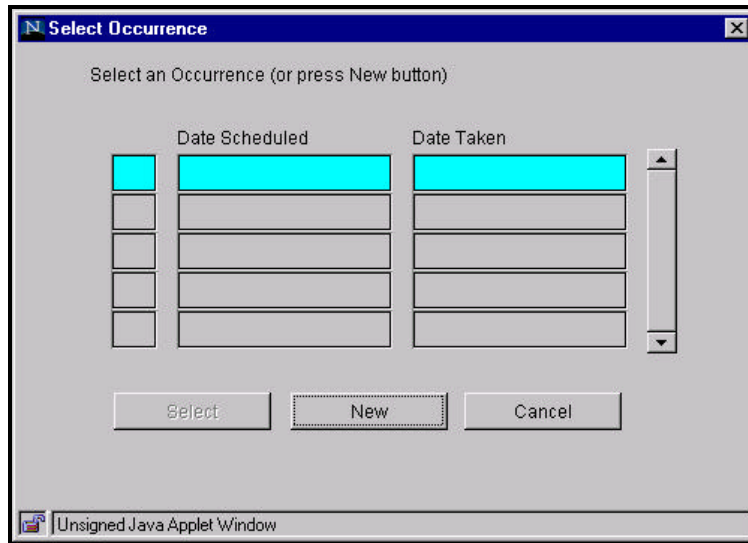 N Select Occurrence
Select an Occurrence (or press New button)
Date Scheduled Date Taken
Select New Cancel
Unsigned Java Applet Window